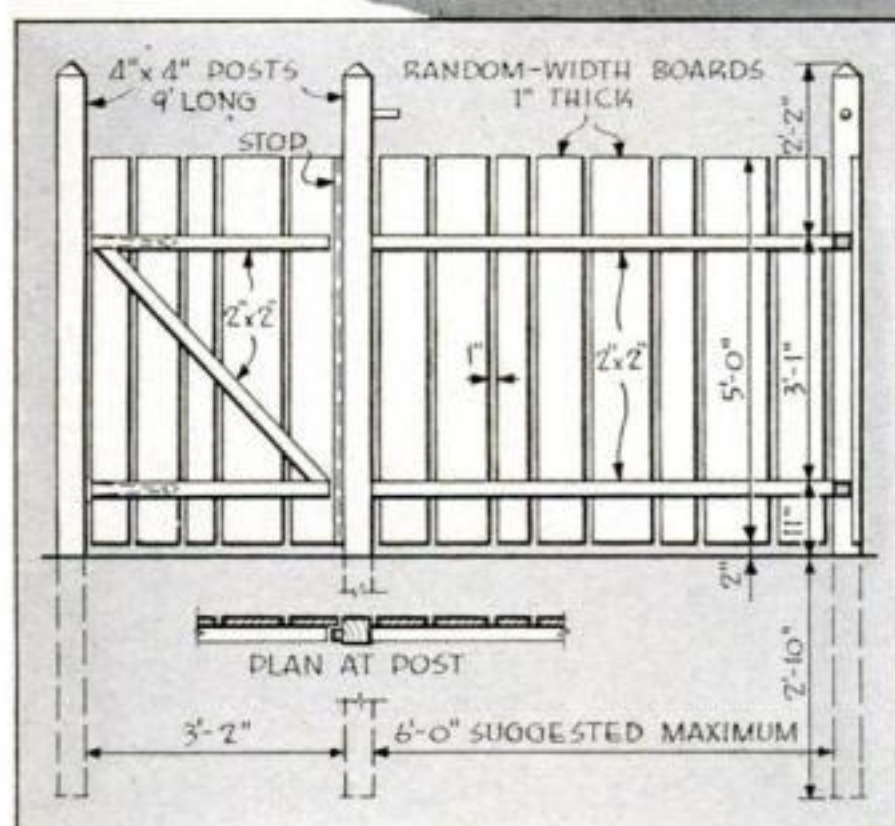 4" x 4" POSTS
9' LONG
RANDOM-WIDTH BOARDS
1" THICK
STOP
2'-2"
2"x2"
1"
2"x2"
5'-0"
3'-1"
11"
2"
2'-10"
PLAN AT POST
3'-2"
6'-0" SUGGESTED MAXIMUM